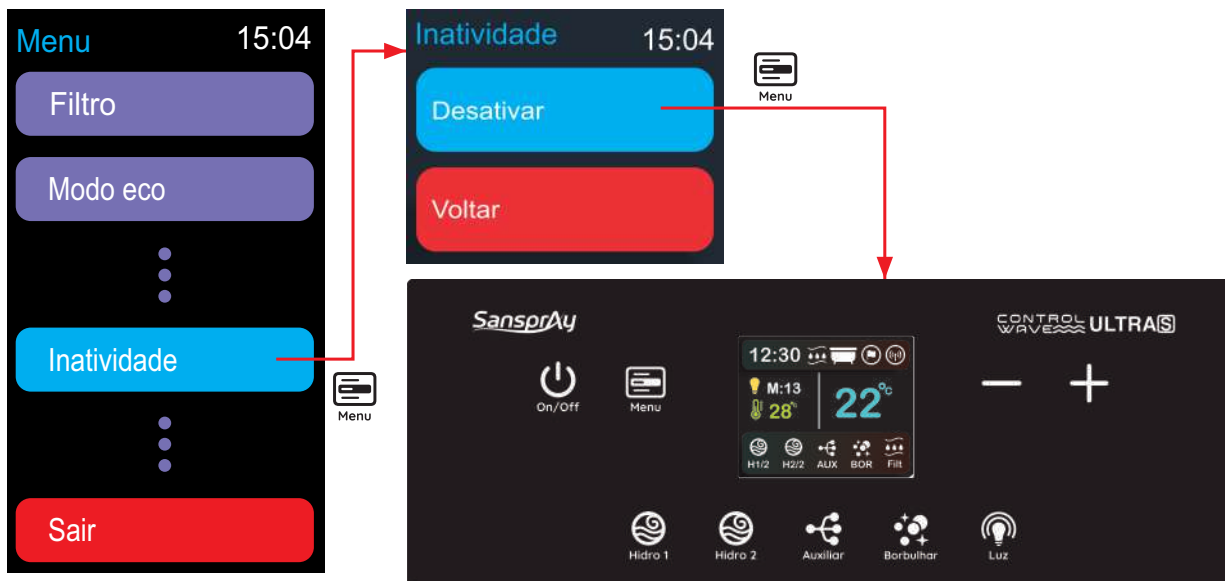 Menu 15:04
Filtro
Modo eco
Inatividade
Sair
Menu
Inatividade 15:04
Desativar
Voltar
Menu
SansprAy
CONTROL WAVE ULTRA S
On/Off
Menu
12:30
M:13
28°
22°c
H1/2 H2/2 AUX BOR Filt
Hidro 1 Hidro 2 Auxiliar Borbulhar Luz